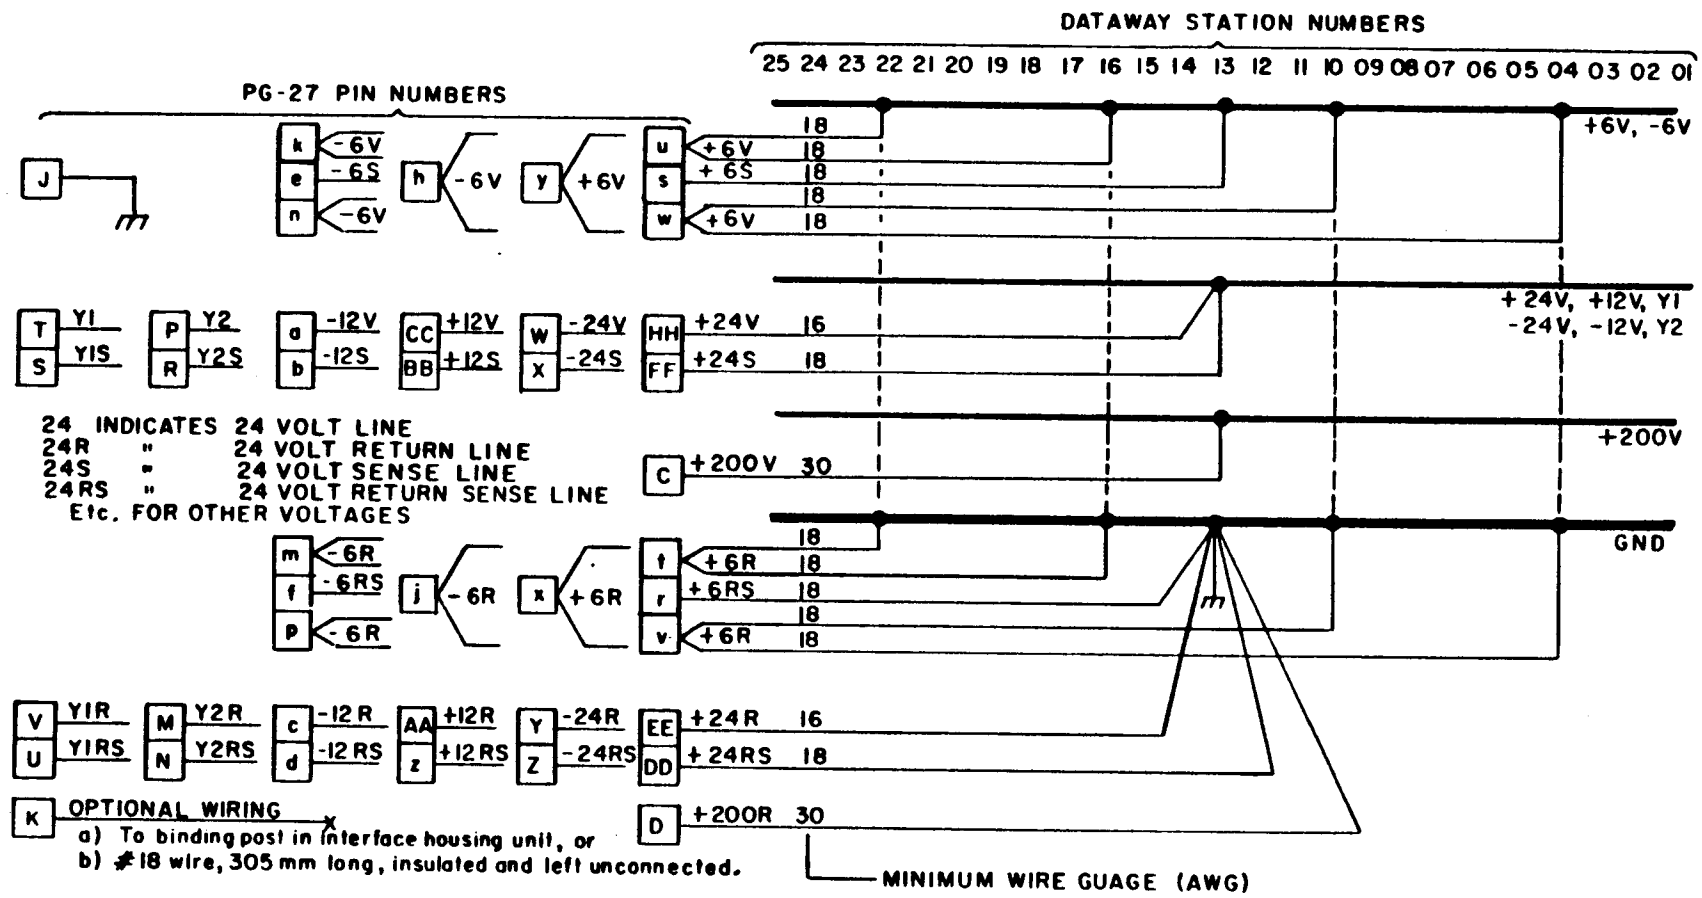 DATAWAY STATION NUMBERS
25 24 23 22 21 20 19 18 17 16 15 14 13 12 11 10 09 08 07 06 05 04 03 02 01
PG-27 PIN NUMBERS
+6V, -6V
J
k -6V
e -6S
n -6V
h -6V
y +6V
u +6V 18
18
s +6S 18
18
w +6V 18
+24V, +12V, Y1
-24V, -12V, Y2
T Y1 P Y2 a -12V CC +12V W -24V HH +24V 16
S Y1S R Y2S b -12S BB +12S X -24S FF +24S 18
24 INDICATES 24 VOLT LINE
24R " 24 VOLT RETURN LINE
24S " 24 VOLT SENSE LINE
24RS " 24 VOLT RETURN SENSE LINE
Etc. FOR OTHER VOLTAGES
+200V
C +200V 30
GND
m -6R
f -6RS
p -6R
j -6R
x +6R
t +6R 18
18
r +6RS 18
18
v +6R 18
V Y1R M Y2R c -12R AA +12R Y -24R EE +24R 16
U Y1RS N Y2RS d -12RS z +12RS Z -24RS DD +24RS 18
K OPTIONAL WIRING x
a) To binding post in interface housing unit, or
b) #18 wire, 305 mm long, insulated and left unconnected.
D +200R 30
MINIMUM WIRE GUAGE (AWG)